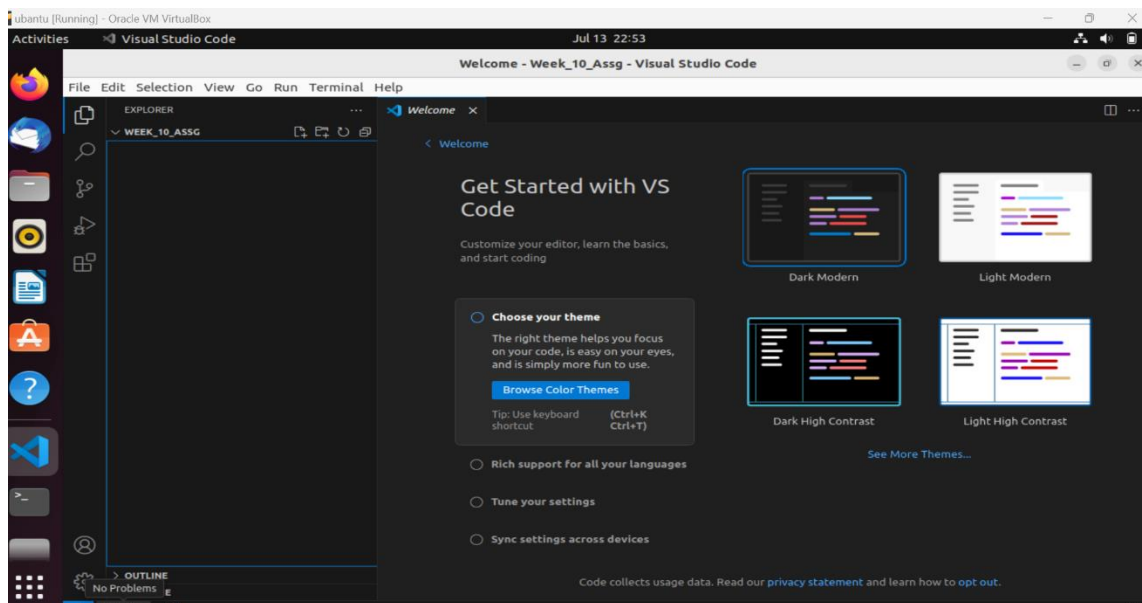 ubantu [Running] - Oracle VM VirtualBox
Activities Visual Studio Code Jul 13 22:53
Welcome - Week_10_Assg - Visual Studio Code
File Edit Selection View Go Run Terminal Help
EXPLORER
Welcome
WEEK_10_ASSG
< Welcome
Get Started with VS
Code
Customize your editor, learn the basics,
and start coding
Dark Modern Light Modern
Choose your theme
The right theme helps you focus
on your code, is easy on your eyes,
and is simply more fun to use.
Browse Color Themes
Tip: Use keyboard (Ctrl+K
shortcut Ctrl+T)
Dark High Contrast Light High Contrast
See More Themes...
Rich support for all your languages
Tune your settings
Sync settings across devices
OUTLINE
No Problems
Code collects usage data. Read our privacy statement and learn how to opt out.